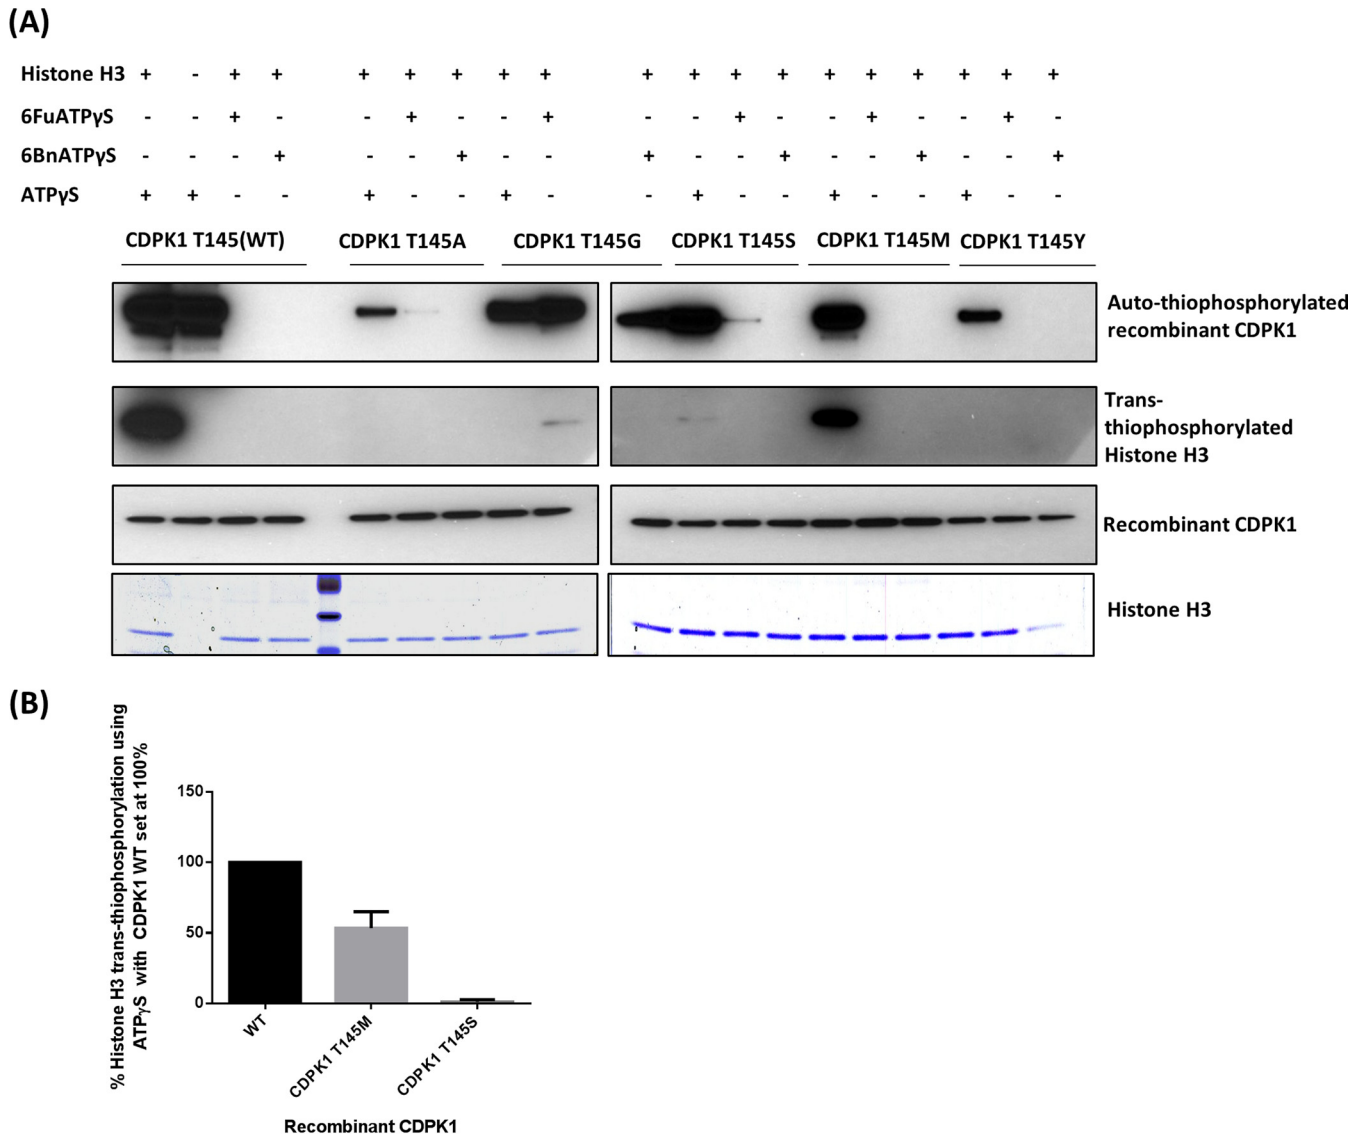 (A)
Histone H3 + - + + + + + + + + + + + + + + + + +
6FuATPγS - - + - - + - - + - - + - - + - - + -
6BnATPγS - - - + - - + - - + - - + - - + - - +
ATPγS + + - - + - - + - - + - - + - - + - -
CDPK1 T145(WT) CDPK1 T145A CDPK1 T145G CDPK1 T145S CDPK1 T145M CDPK1 T145Y
Auto-thiophosphorylated
recombinant CDPK1
Trans-
thiophosphorylated
Histone H3
Recombinant CDPK1
Histone H3
(B)
% Histone H3 trans-thiophosphorylation using
ATPγS with CDPK1 WT set at 100%
150
100
50
0
WT
CDPK1 T145M
CDPK1 T145S
Recombinant CDPK1